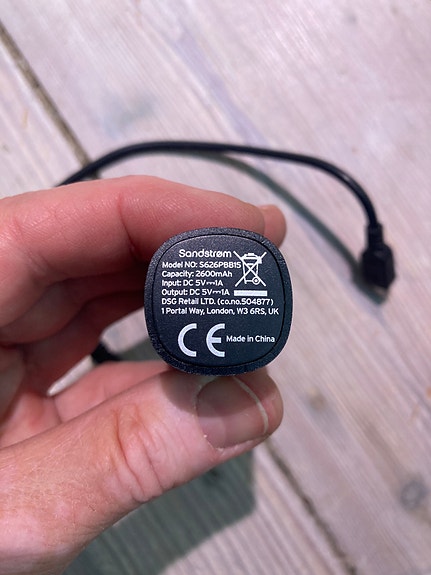 Sandstrøm
Model NO: S626PBB15
Capacity: 2600mAh
Input: DC 5V⎓1A
Output: DC 5V⎓1A
DSG Retail LTD. (co.no.504877)
1 Portal Way, London, W3 6RS, UK
CE Made in China